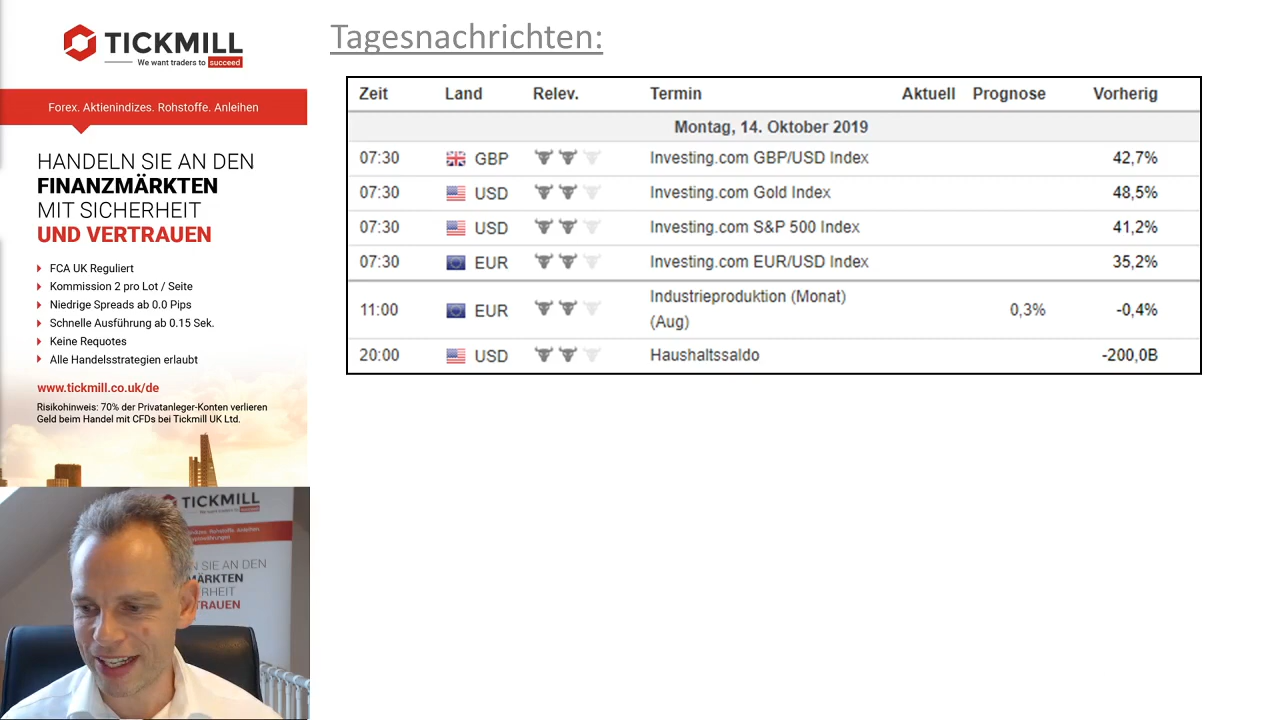 TICKMILL
We want traders to succeed
Forex. Aktienindizes. Rohstoffe. Anleihen
HANDELN SIE AN DEN
FINANZMÄRKTEN
MIT SICHERHEIT
UND VERTRAUEN
FCA UK Reguliert
Kommission 2 pro Lot / Seite
Niedrige Spreads ab 0.0 Pips
Schnelle Ausführung ab 0.15 Sek.
Keine Requotes
Alle Handelsstrategien erlaubt
www.tickmill.co.uk/de
Risikohinweis: 70% der Privatanleger-Konten verlieren
Geld beim Handel mit CFDs bei Tickmill UK Ltd.
Tagesnachrichten:
Zeit Land Relev. Termin Aktuell Prognose Vorherig
Montag, 14. Oktober 2019
07:30 GBP Investing.com GBP/USD Index 42,7%
07:30 USD Investing.com Gold Index 48,5%
07:30 USD Investing.com S&P 500 Index 41,2%
07:30 EUR Investing.com EUR/USD Index 35,2%
11:00 EUR Industrieproduktion (Monat) (Aug) 0,3% -0,4%
20:00 USD Haushaltssaldo -200,0B
TICKMILL
N SIE AN DEN
MÄRKTEN
RHEIT
TRAUEN